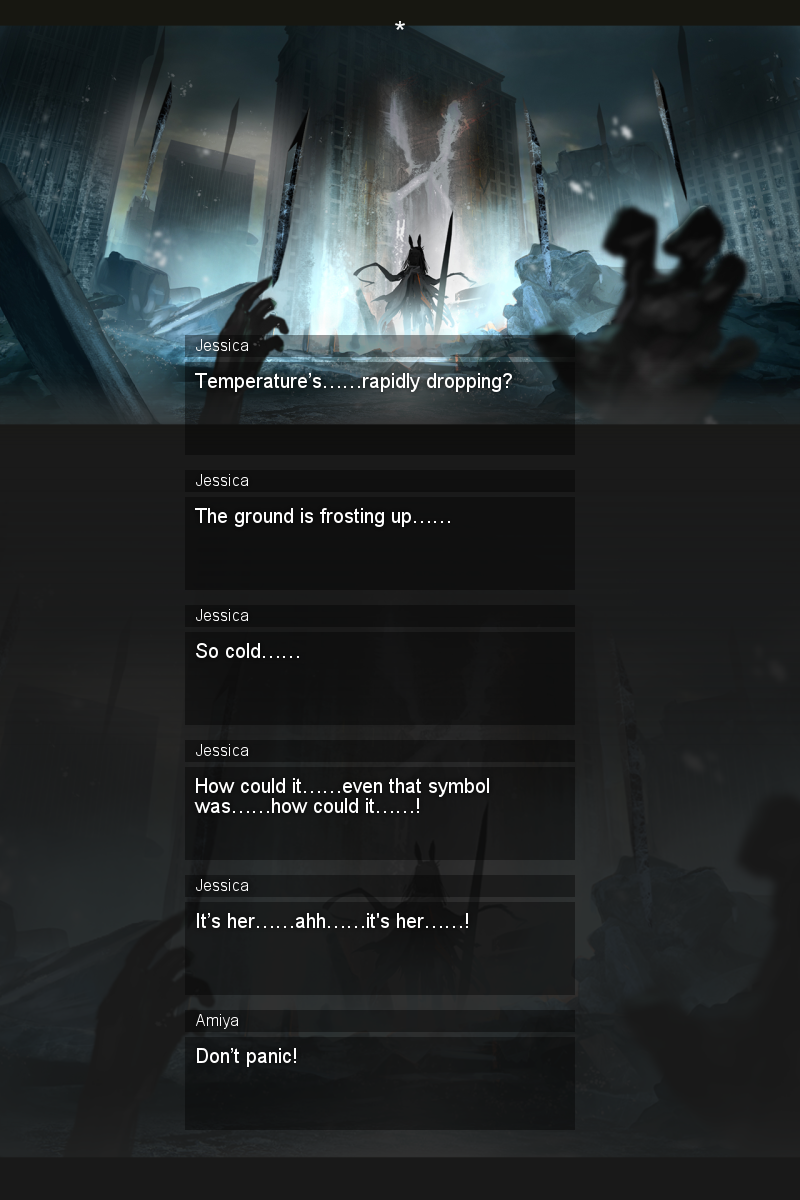 *
Jessica
Temperature’s……rapidly dropping?
Jessica
The ground is frosting up……
Jessica
So cold……
Jessica
How could it……even that symbol
was……how could it……!
Jessica
It’s her……ahh……it's her……!
Amiya
Don’t panic!